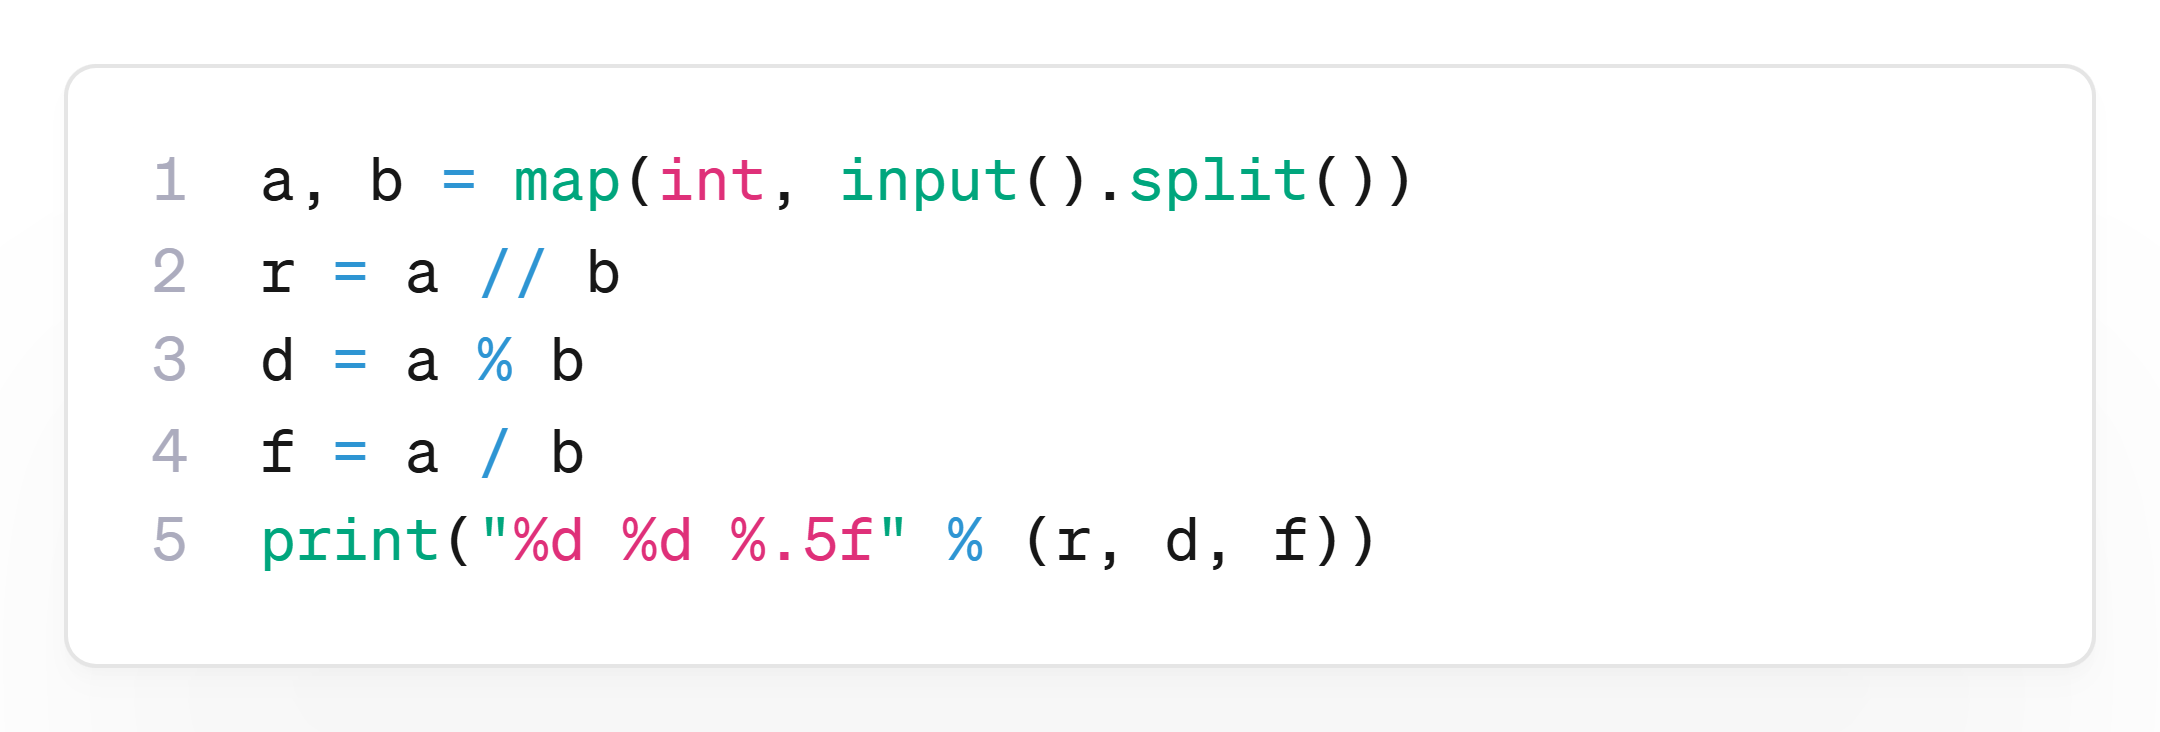 1 a, b = map(int, input().split())
2 r = a // b
3 d = a % b
4 f = a / b
5 print("%d %d %.5f" % (r, d, f))